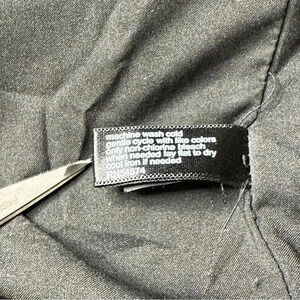 machine wash cold
gentle cycle with like colors
only non-chlorine bleach
when needed lay flat to dry
cool iron if needed
RN54874